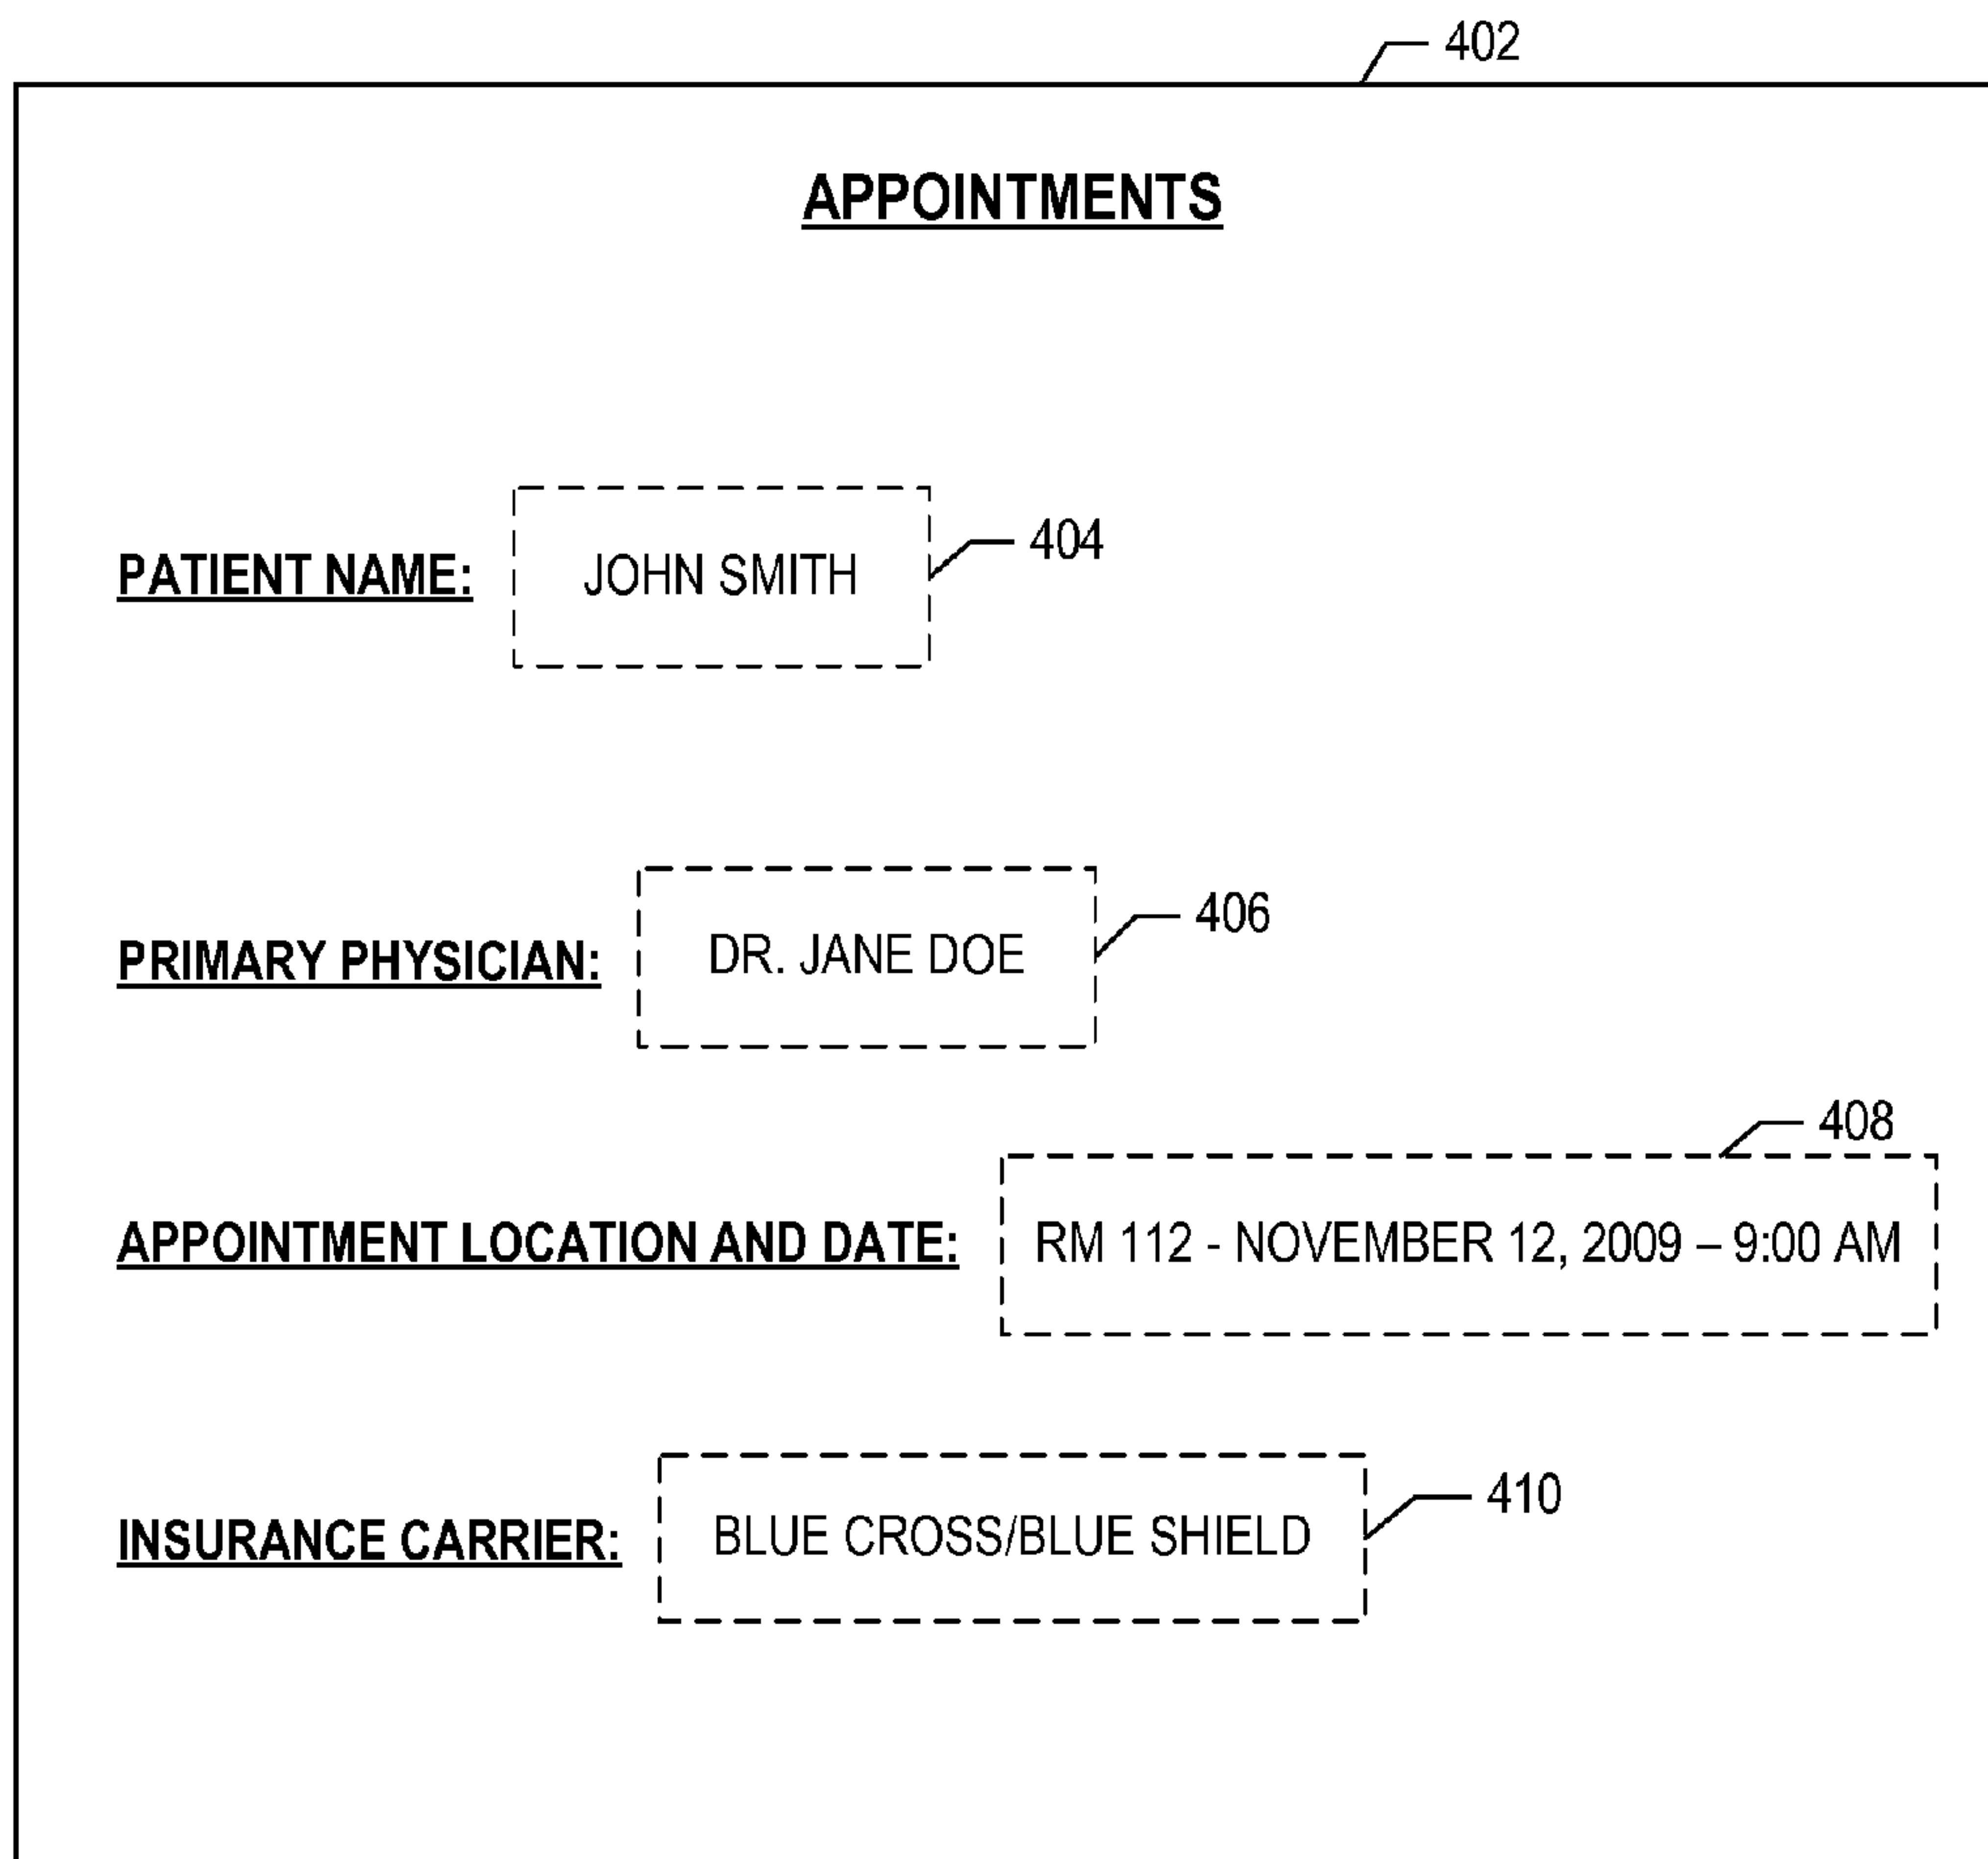 402
APPOINTMENTS
PATIENT NAME: JOHN SMITH 404
PRIMARY PHYSICIAN: DR. JANE DOE 406
408
APPOINTMENT LOCATION AND DATE: RM 112 - NOVEMBER 12, 2009 – 9:00 AM
INSURANCE CARRIER: BLUE CROSS/BLUE SHIELD 410